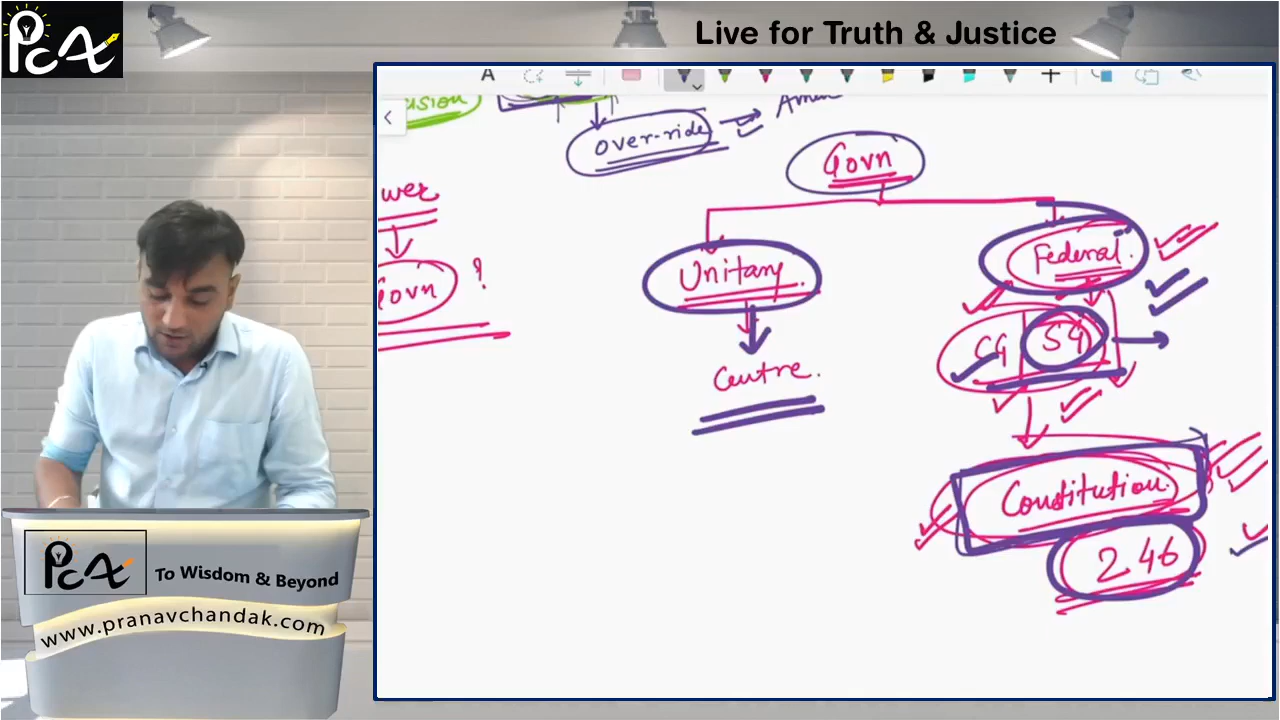 PCA
Live for Truth & Justice
A
over-ride
Govn
Unitary.
Federal.
Govn ?
CG SG
Centre.
Constitution.
246
PCA
To Wisdom & Beyond
www.pranavchandak.com